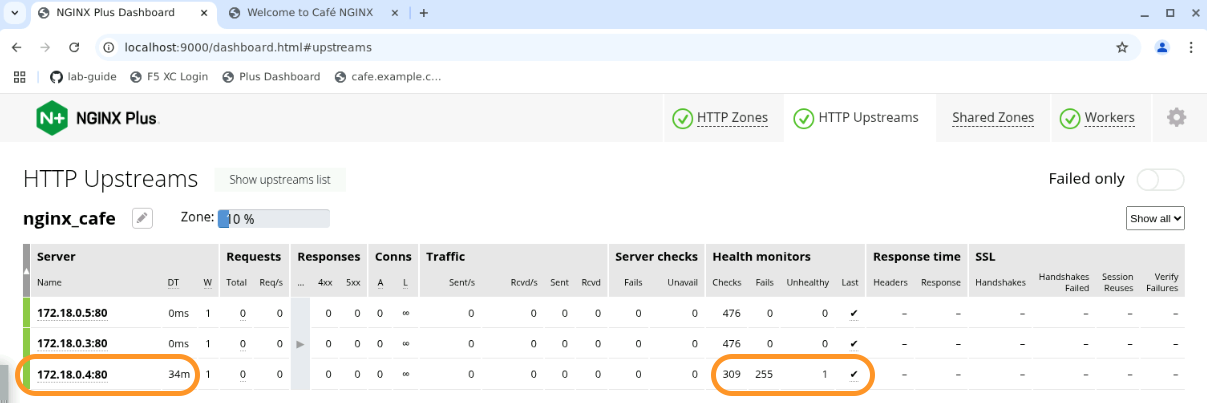 NGINX Plus Dashboard × Welcome to Café NGINX × +
localhost:9000/dashboard.html#upstreams
lab-guide F5 XC Login Plus Dashboard cafe.example.c...
N+ NGINX Plus HTTP Zones HTTP Upstreams Shared Zones Workers
HTTP Upstreams Show upstreams list Failed only
nginx_cafe Zone: 10 % Show all
Server Requests Responses Conns Traffic Server checks Health monitors Response time SSL
Name DT W Total Req/s ... 4xx 5xx A L Sent/s Rcvd/s Sent Rcvd Fails Unavail Checks Fails Unhealthy Last Headers Response Handshakes Handshakes Failed Session Reuses Verify Failures
172.18.0.5:80 0ms 1 0 0 0 0 0 ∞ 0 0 0 0 0 0 476 0 0 ✔ – – – – – –
172.18.0.3:80 0ms 1 0 0 0 0 0 ∞ 0 0 0 0 0 0 476 0 0 ✔ – – – – – –
172.18.0.4:80 34m 1 0 0 0 0 0 ∞ 0 0 0 0 0 0 309 255 1 ✔ – – – – – –